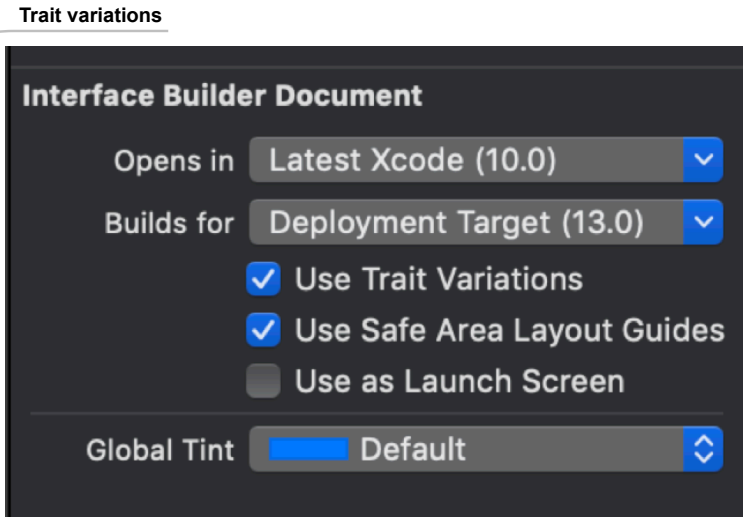 Trait variations
Interface Builder Document
Opens in Latest Xcode (10.0)
Builds for Deployment Target (13.0)
Use Trait Variations
Use Safe Area Layout Guides
Use as Launch Screen
Global Tint Default